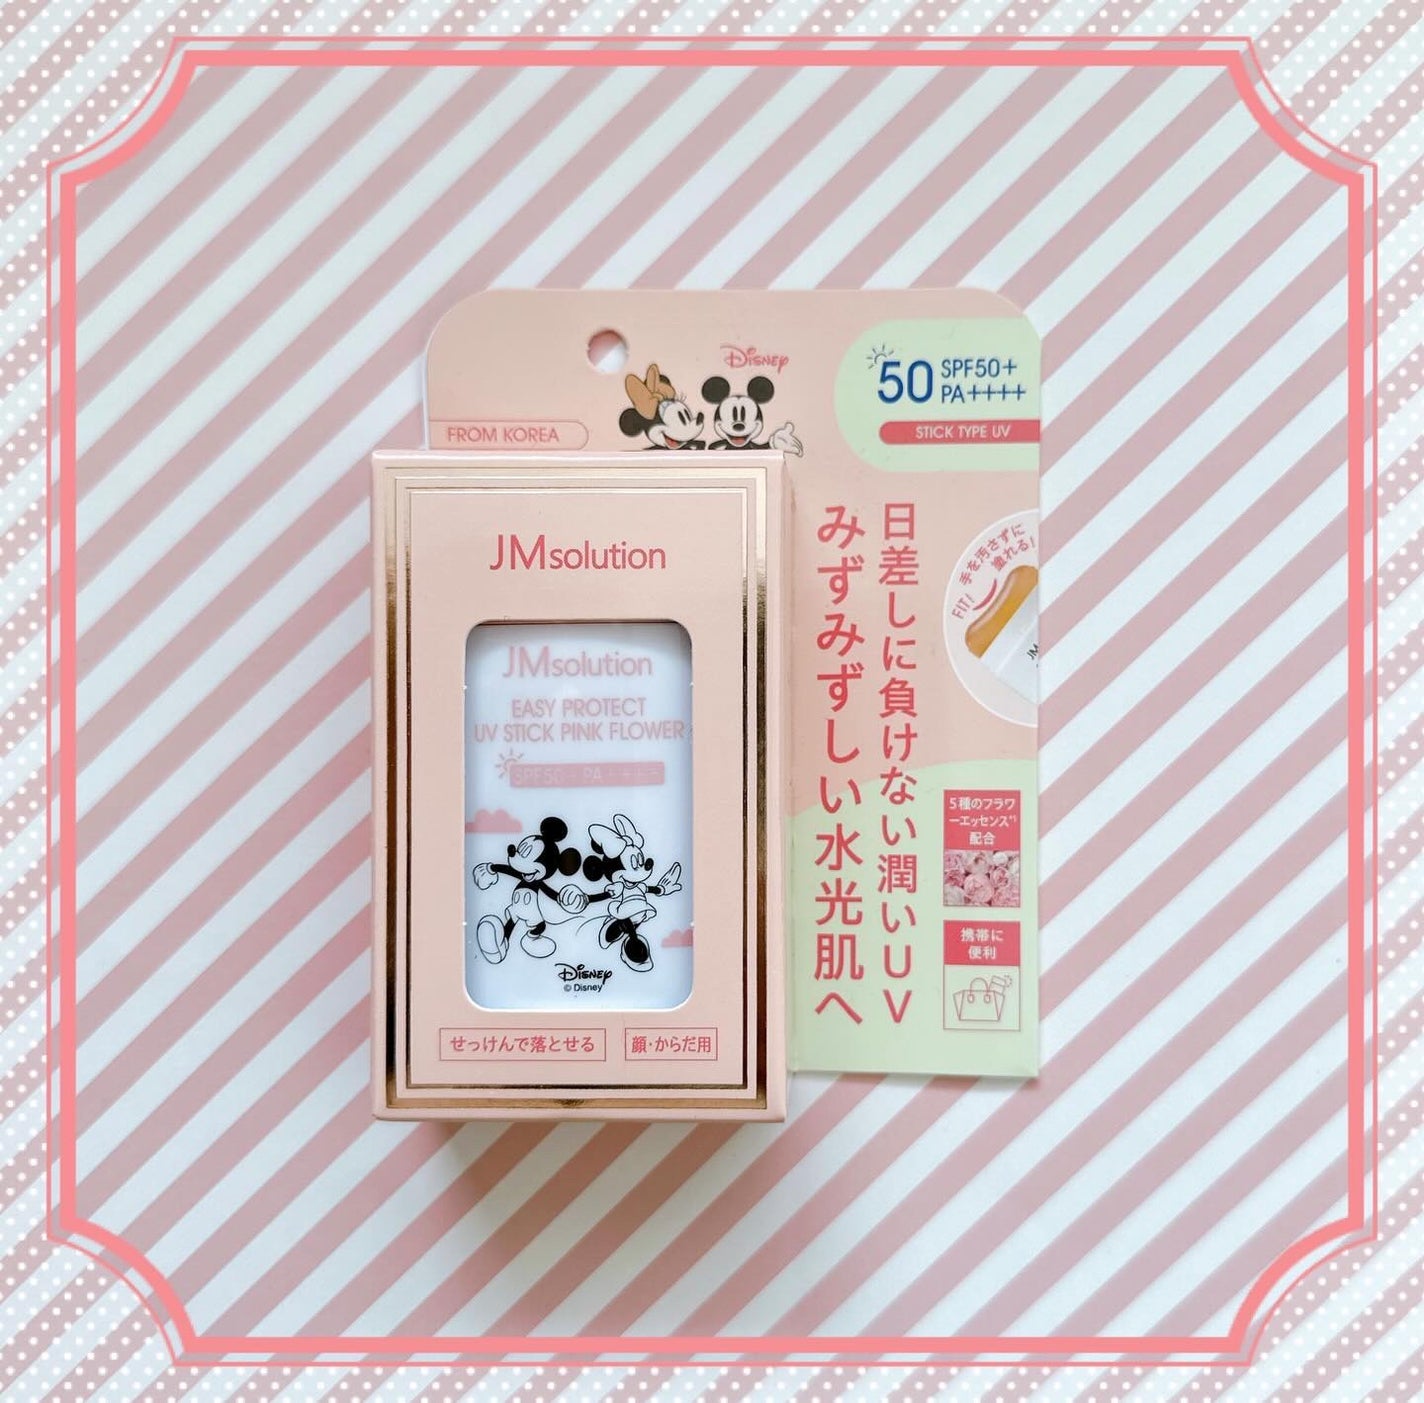 Disney
50 SPF50+
PA++++
STICK TYPE UV
FROM KOREA
JMsolution
JMsolution
EASY PROTECT
UV STICK PINK FLOWER
SPF50+ PA++++
Disney
© Disney
せっけんで落とせる
顔・からだ用
日差しに負けない潤いUV
みずみずしい水光肌へ
手を汚さずに
塗れる!
FIT!
JM
5種のフラワ
ーエッセンス*1
配合
携帯に
便利